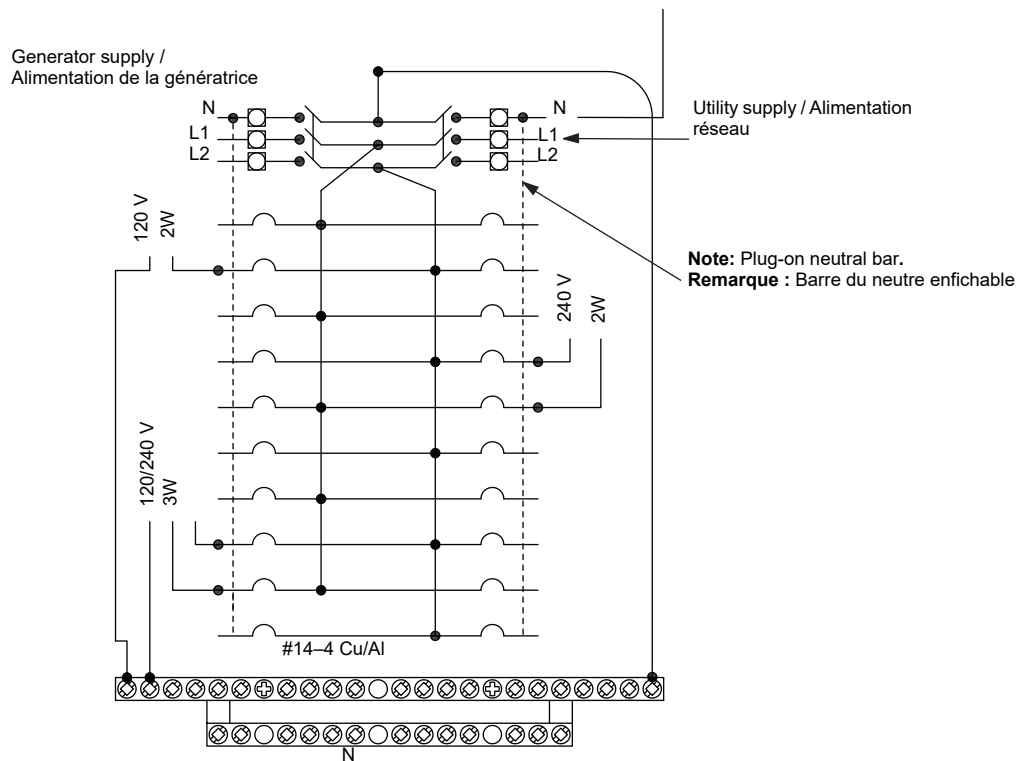 Generator supply /
Alimentation de la génératrice
N
L1
L2
N
L1
L2
Utility supply / Alimentation
réseau
120 V
2W
Note: Plug-on neutral bar.
Remarque : Barre du neutre enfichable
240 V
2W
120/240 V
3W
#14–4 Cu/Al
N